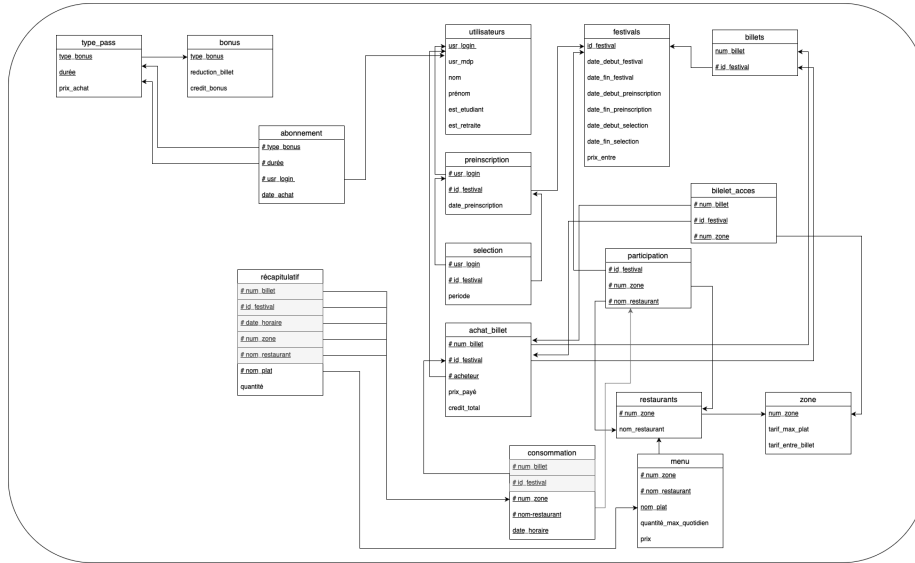 type_pass
type_bonus
durée
prix_achat
bonus
type_bonus
reduction_billet
credit_bonus
utilisateurs
usr_login
usr_mdp
nom
prénom
est_etudiant
est_retraite
festivals
id_festival
date_debut_festival
date_fin_festival
date_debut_preinscription
date_fin_preinscription
date_debut_selection
date_fin_selection
prix_entre
billets
num_billet
# id_festival
abonnement
# type_bonus
# durée
# usr_login
date_achat
preinscription
# usr_login
# id_festival
date_preinscription
bilelet_acces
# num_billet
# id_festival
# num_zone
selection
# usr_login
# id_festival
periode
participation
# id_festival
# num_zone
# nom_restaurant
récapitulatif
# num_billet
# id_festival
# date_horaire
# num_zone
# nom_restaurant
# nom_plat
quantité
achat_billet
# num_billet
# id_festival
# acheteur
prix_payé
credit_total
restaurants
# num_zone
nom_restaurant
zone
num_zone
tarif_max_plat
tarif_entre_billet
consommation
# num_billet
# id_festival
# num_zone
# nom-restaurant
date_horaire
menu
# num_zone
# nom_restaurant
nom_plat
quantité_max_quotidien
prix